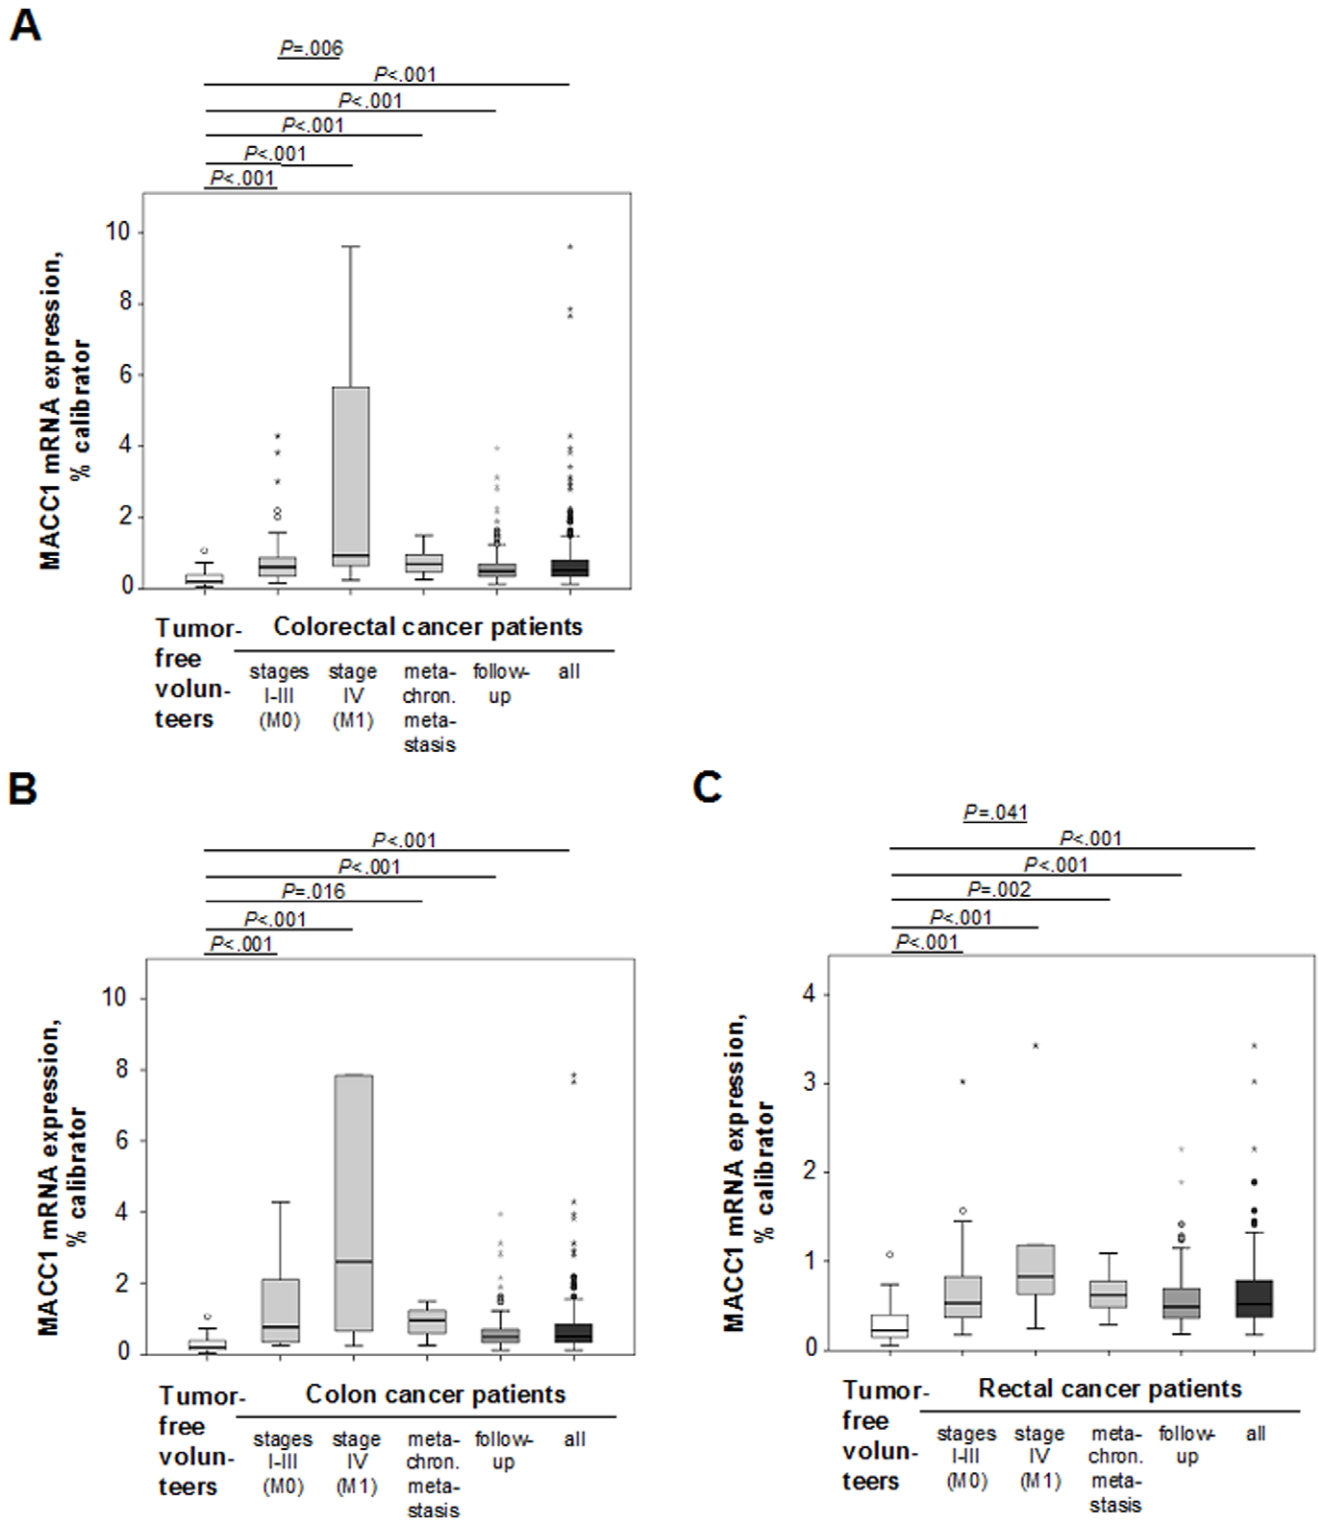 A
P=.006
P<.001
P<.001
P<.001
P<.001
P<.001
MACC1 mRNA expression,
% calibrator
10
8
6
4
2
0
Tumor-
free
volun-
teers
Colorectal cancer patients
stages
I-III
(M0)
stage
IV
(M1)
meta-
chron.
meta-
stasis
follow-
up
all
B
P<.001
P<.001
P=.016
P<.001
P<.001
MACC1 mRNA expression,
% calibrator
10
8
6
4
2
0
Tumor-
free
volun-
teers
Colon cancer patients
stages
I-III
(M0)
stage
IV
(M1)
meta-
chron.
meta-
stasis
follow-
up
all
C
P=.041
P<.001
P<.001
P=.002
P<.001
P<.001
MACC1 mRNA expression,
% calibrator
4
3
2
1
0
Tumor-
free
volun-
teers
Rectal cancer patients
stages
I-III
(M0)
stage
IV
(M1)
meta-
chron.
meta-
stasis
follow-
up
all